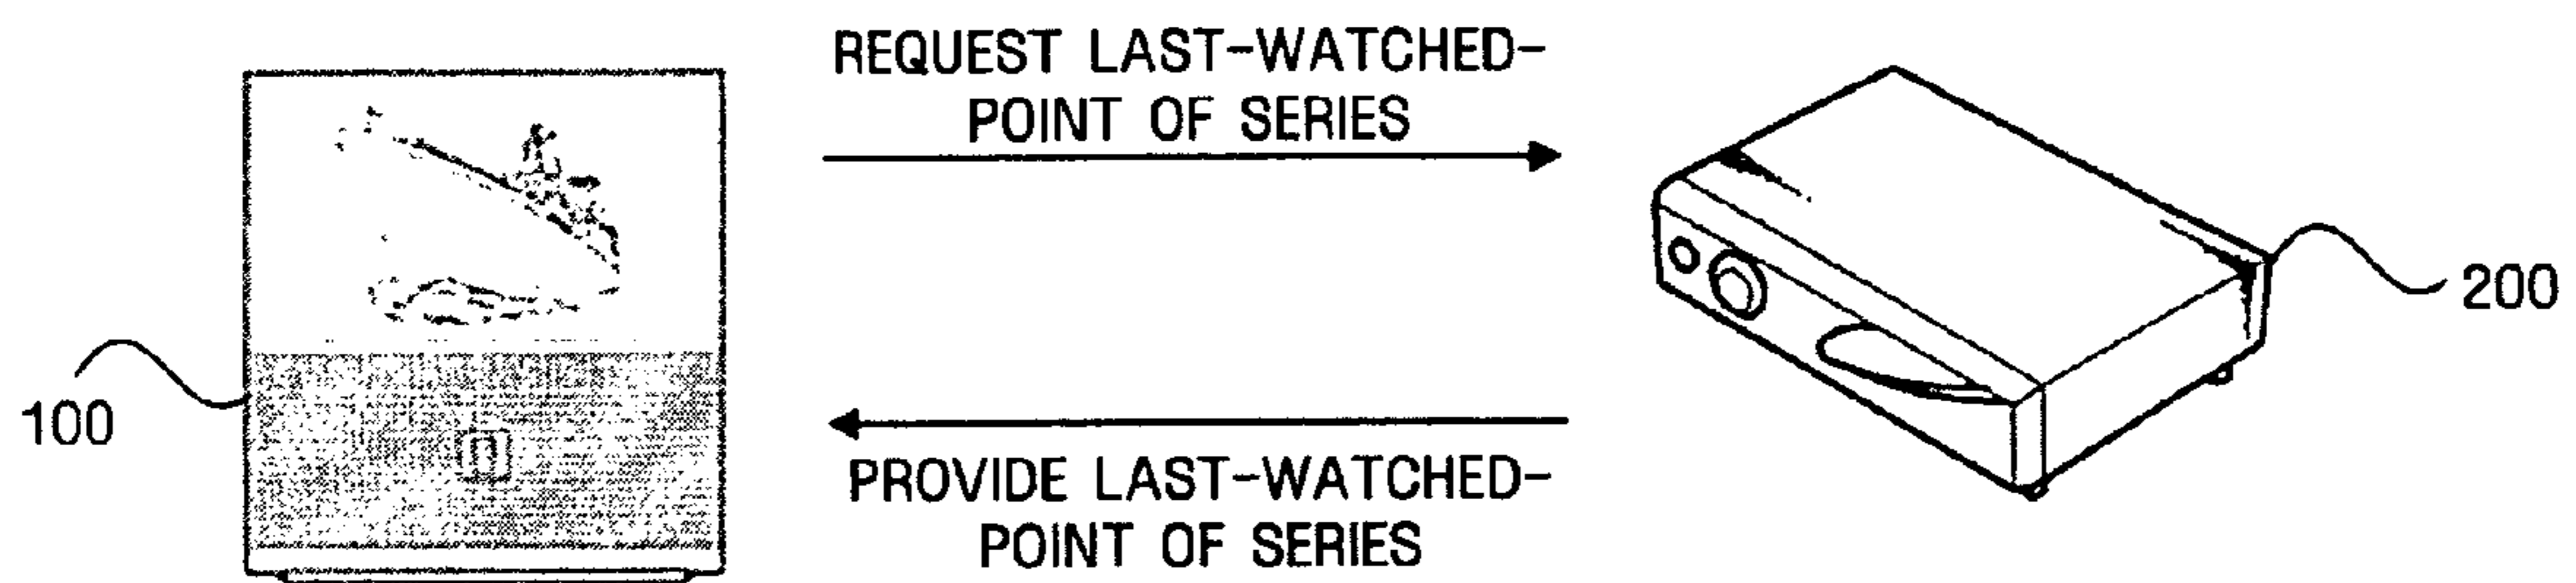 REQUEST LAST-WATCHED-
POINT OF SERIES
200
100
PROVIDE LAST-WATCHED-
POINT OF SERIES